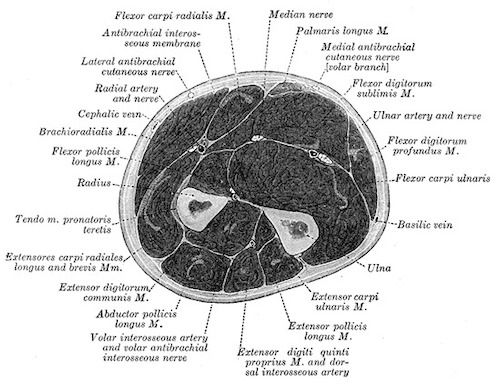 Flexor carpi radialis M.
Median nerve
Antibrachial interos-
seous membrane
Palmaris longus M.
Lateral antibrachial
cutaneous nerve
Medial antibrachial
cutaneous nerve
[volar branch]
Radial artery
and nerve
Flexor digitorum
sublimis M.
Cephalic vein
Ulnar artery and nerve
Brachioradialis M.
Flexor pollicis
longus M.
Flexor digitorum
profundus M.
Radius
Flexor carpi ulnaris
Tendo m. pronatoris
teretis
Basilic vein
Extensores carpi radiales,
longus and brevis Mm.
Ulna
Extensor digitorum
communis M.
Extensor carpi
ulnaris M.
Abductor pollicis
longus M.
Extensor pollicis
longus M.
Volar interosseous artery
and volar antibrachial
interosseous nerve
Extensor digiti quinti
proprius M. and dor-
sal interosseous artery